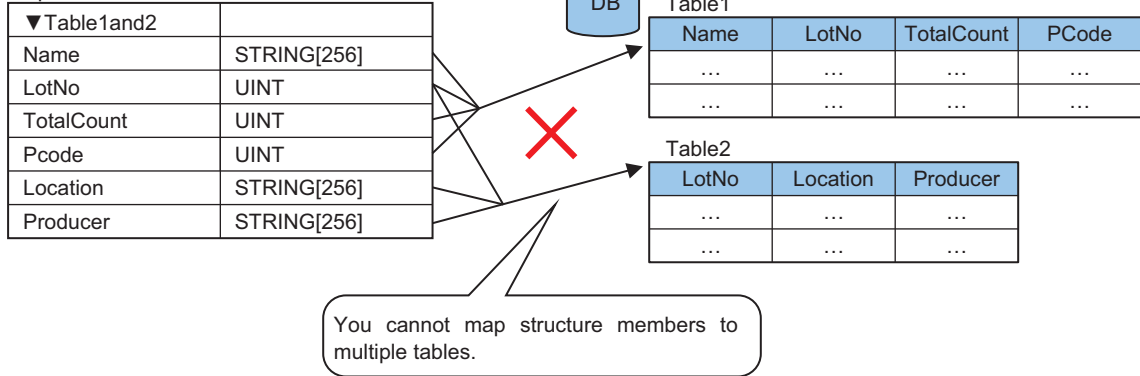 DB
Table1
▼Table1and2
Name STRING[256]
LotNo UINT
TotalCount UINT
Pcode UINT
Location STRING[256]
Producer STRING[256]
Name LotNo TotalCount PCode
… … … …
… … … …
Table2
LotNo Location Producer
… … …
… … …
You cannot map structure members to
multiple tables.